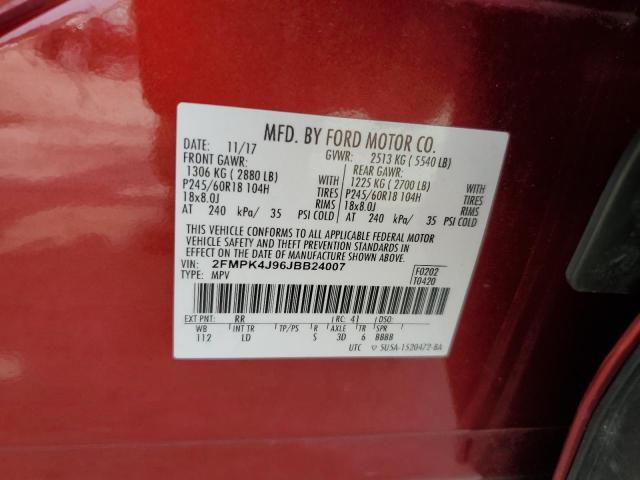 MFD. BY FORD MOTOR CO.
DATE: 11/17 GVWR: 2513 KG ( 5540 LB)
FRONT GAWR: REAR GAWR:
1306 KG ( 2880 LB) 1225 KG ( 2700 LB)
P245/60R18 104H TIRES P245/60R18 104H TIRES
18x8.0J RIMS 18x8.0J RIMS
AT 240 kPa/ 35 PSI COLD AT 240 kPa/ 35 PSI COLD
THIS VEHICLE CONFORMS TO ALL APPLICABLE FEDERAL MOTOR
VEHICLE SAFETY AND THEFT PREVENTION STANDARDS IN
EFFECT ON THE DATE OF MANUFACTURE SHOWN ABOVE.
VIN: 2FMPK4J96JBB24007 F0202
TYPE: MPV T0420
EXT PNT: RR RC: 41 DSO:
WB INT TR TP/PS R AXLE TR SPR
112 LD S 3D 6 BBBB
UTC 5U5A-1520472-BA